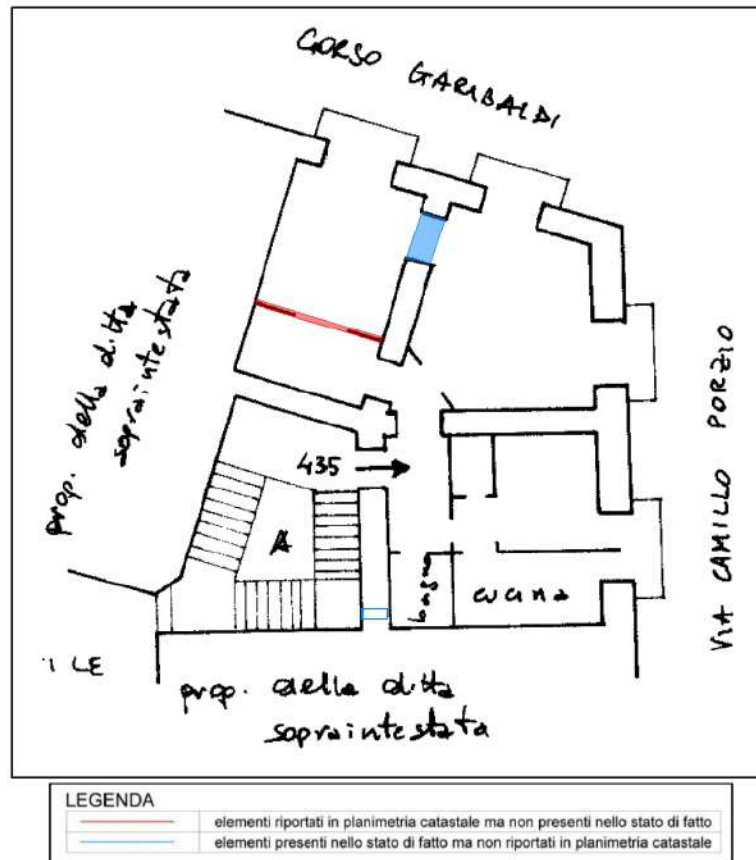 CORSO GARIBALDI
prop. della ditta
sopraintestata
VIA CAMILLO PORZIO
435
A
bagno
cucina
ILE
prop. della ditta
sopraintestata
LEGENDA
elementi riportati in planimetria catastale ma non presenti nello stato di fatto
elementi presenti nello stato di fatto ma non riportati in planimetria catastale